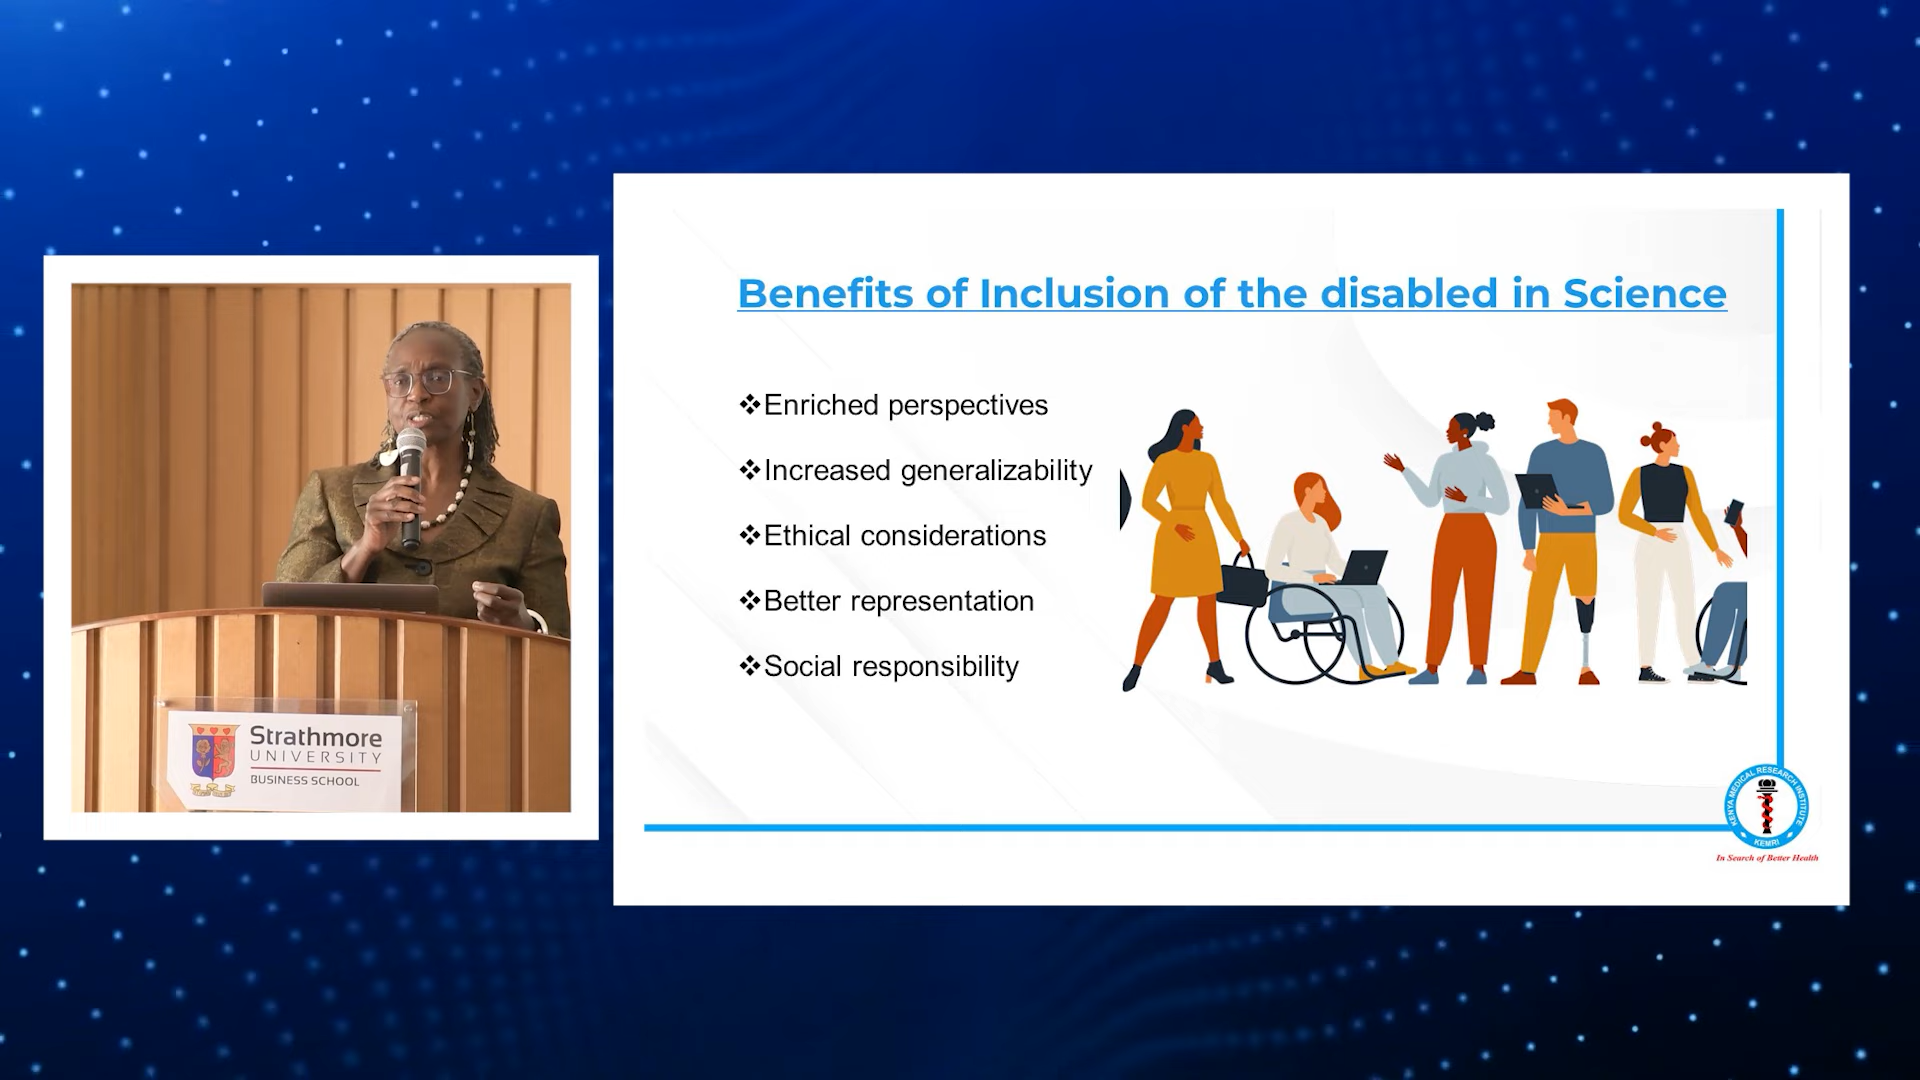 Benefits of Inclusion of the disabled in Science
❖Enriched perspectives
❖Increased generalizability
❖Ethical considerations
❖Better representation
❖Social responsibility
Strathmore
UNIVERSITY
BUSINESS SCHOOL
KENYA MEDICAL RESEARCH INSTITUTE
KEMRI
In Search of Better Health